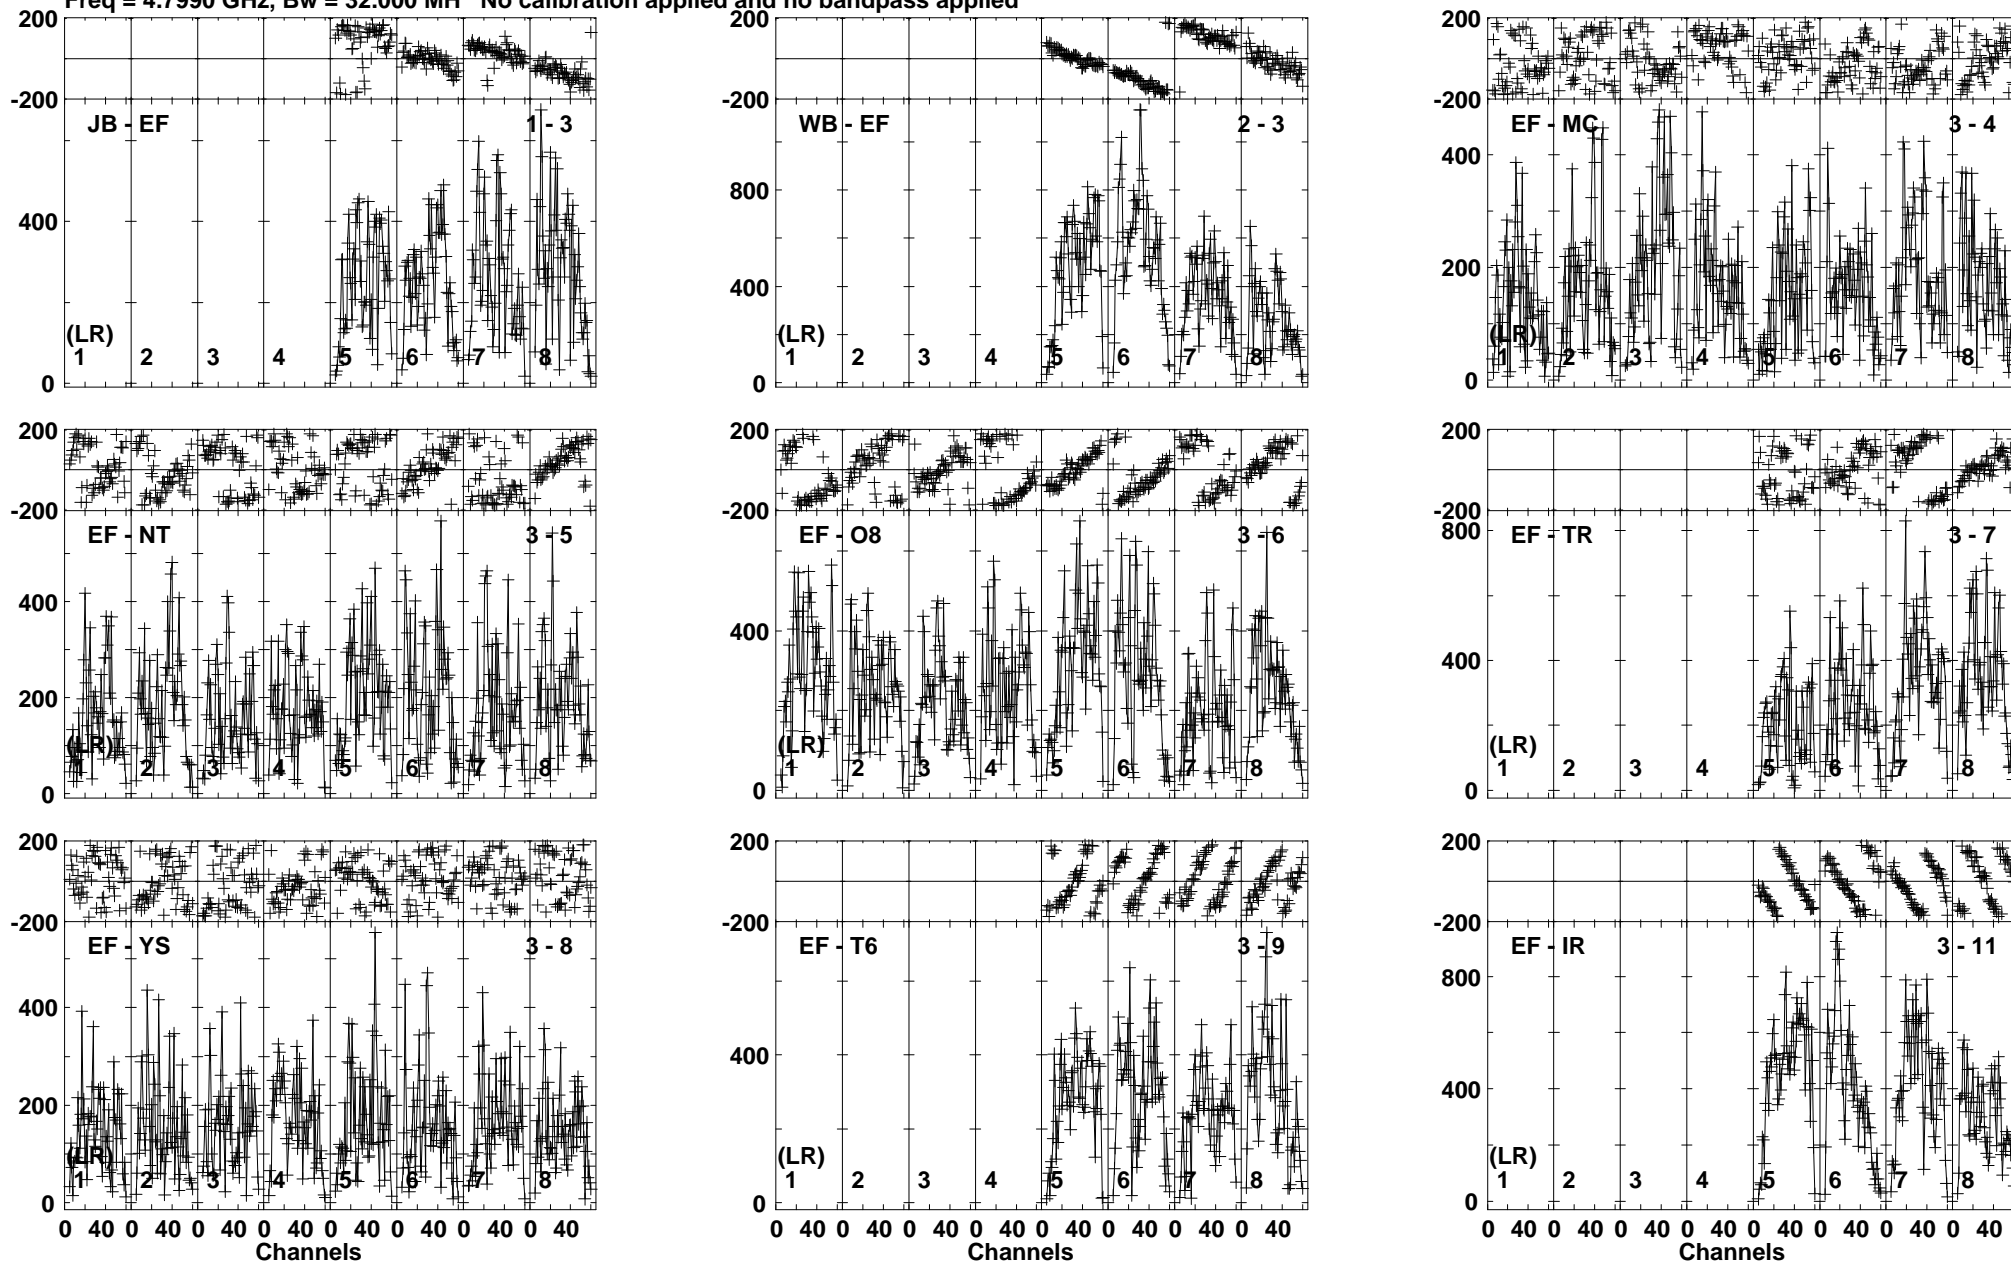 Freq = 4.7990 GHz, Bw = 32.000 MH No calibration applied and no bandpass applied
200 200 200
-200 -200 -200
JB - EF 1 - 3 WB - EF 2 - 3 EF - MC 3 - 4
400 800 400
400 200
(LR) (LR) (LR)
1 2 3 4 5 6 7 8 1 2 3 4 5 6 7 8 1 2 3 4 5 6 7 8
0 0 0
200 200 200
-200 -200 -200
EF - NT 3 - 5 EF - O8 3 - 6 EF - TR 3 - 7
800
400 400 400
200
(LR) (LR) (LR)
1 2 3 4 5 6 7 8 1 2 3 4 5 6 7 8 1 2 3 4 5 6 7 8
0 0 0
200 200 200
-200 -200 -200
EF - YS 3 - 8 EF - T6 3 - 9 EF - IR 3 - 11
400 400 800
200 400
(LR) (LR) (LR)
1 2 3 4 5 6 7 8 1 2 3 4 5 6 7 8 1 2 3 4 5 6 7 8
0 0 0
0 40 0 40 0 40 0 40 0 40 0 40 0 40 0 40 0 40 0 40 0 40 0 40 0 40 0 40 0 40 0 40 0 40 0 40 0 40 0 40 0 40 0 40 0 40 0 40
Channels Channels Channels